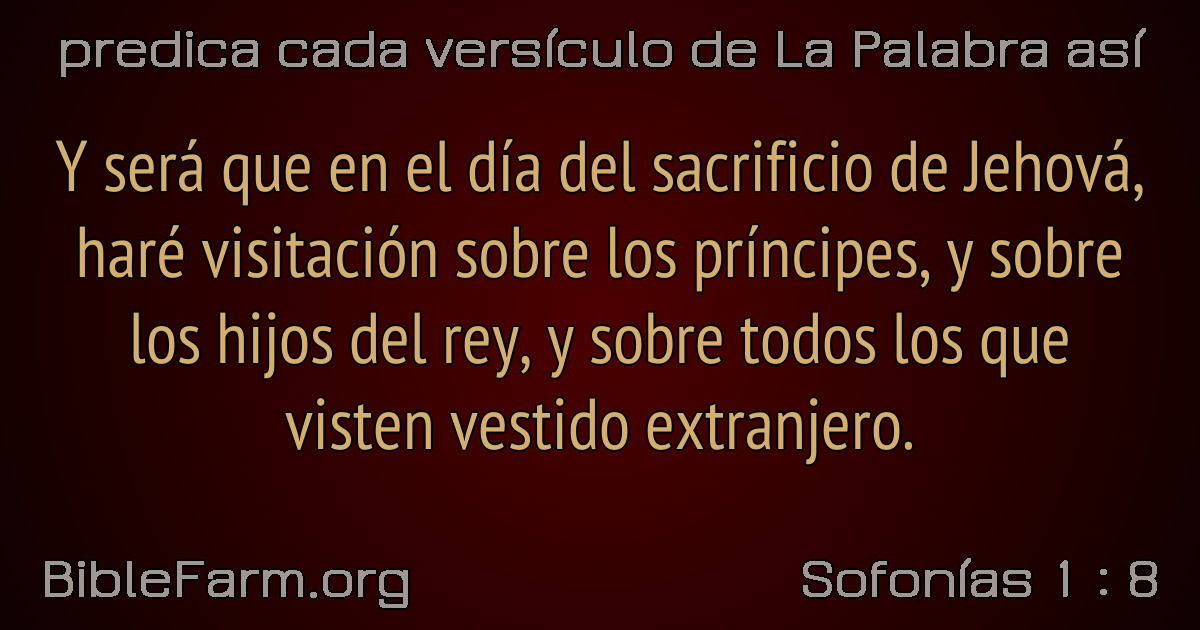 predica cada versículo de La Palabra así
Y será que en el día del sacrificio de Jehová,
haré visitación sobre los príncipes, y sobre
los hijos del rey, y sobre todos los que
visten vestido extranjero.
BibleFarm.org
Sofonías 1 : 8